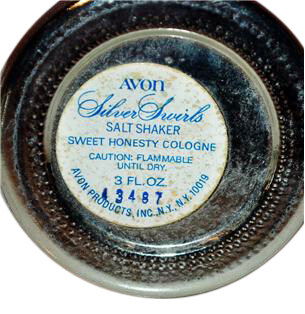 AVON
Silver Swirls
SALT SHAKER
SWEET HONESTY COLOGNE
CAUTION: FLAMMABLE
UNTIL DRY.
3 FL. OZ.
AVON PRODUCTS, INC., N.Y., N.Y. 10019